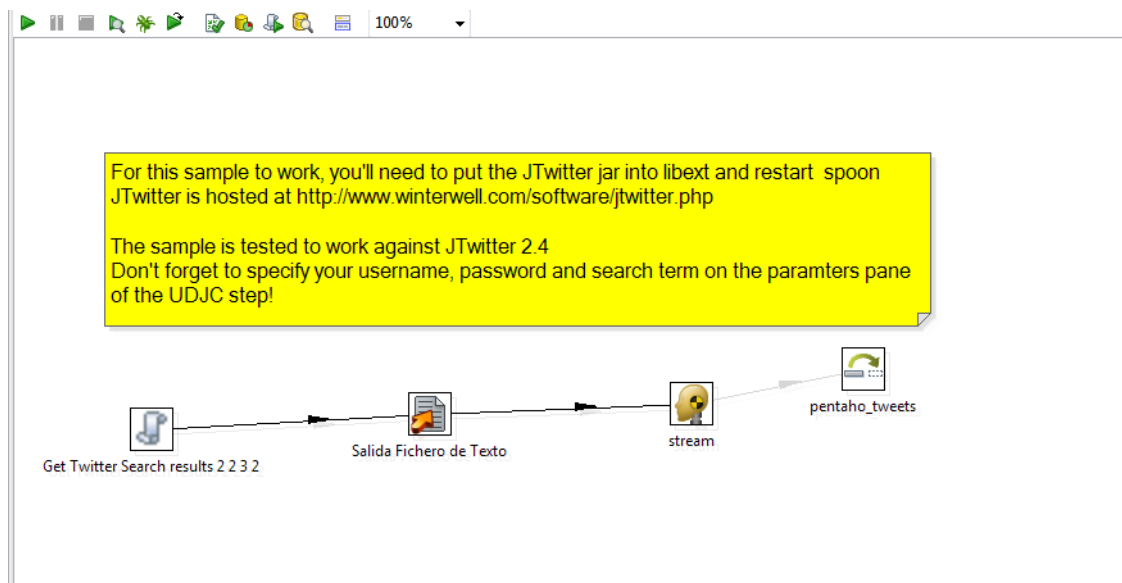 100%
For this sample to work, you'll need to put the JTwitter jar into libext and restart  spoon
JTwitter is hosted at http://www.winterwell.com/software/jtwitter.php
The sample is tested to work against JTwitter 2.4
Don't forget to specify your username, password and search term on the paramters pane
of the UDJC step!
pentaho_tweets
stream
Salida Fichero de Texto
Get Twitter Search results 2 2 3 2